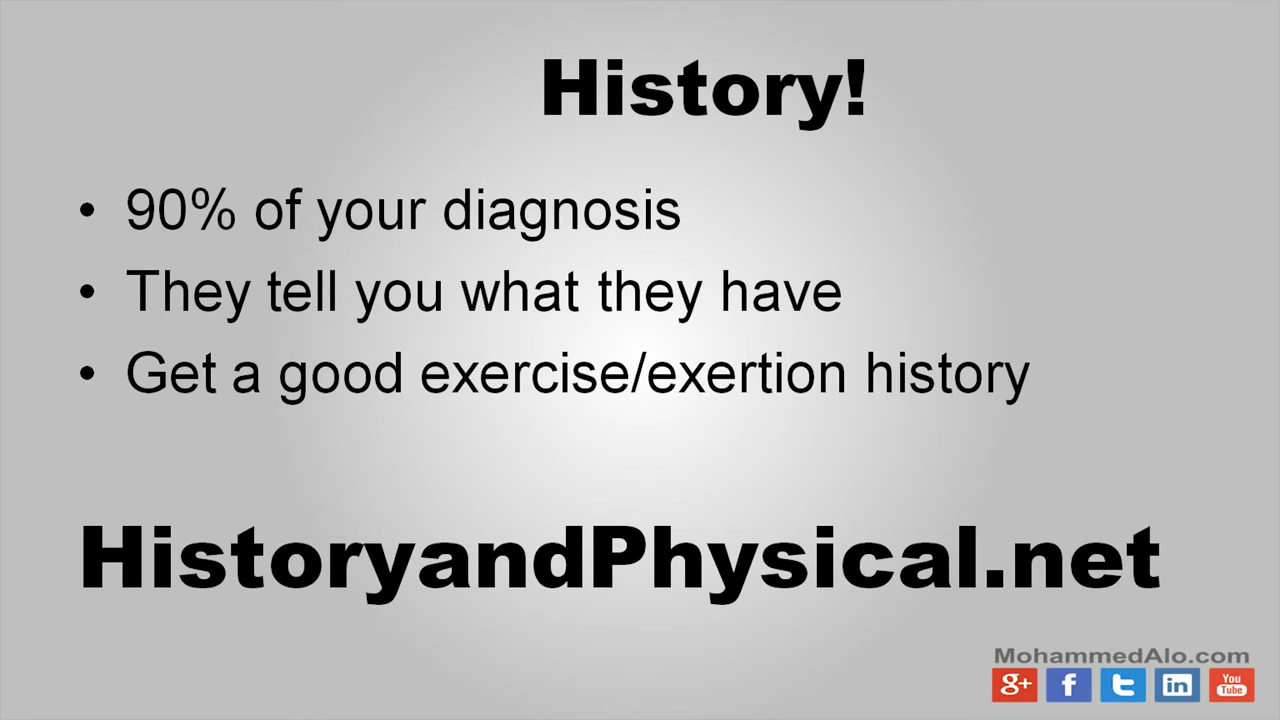 History!
• 90% of your diagnosis
• They tell you what they have
• Get a good exercise/exertion history
HistoryandPhysical.net
MohammedAlo.com
g+ f t in You Tube